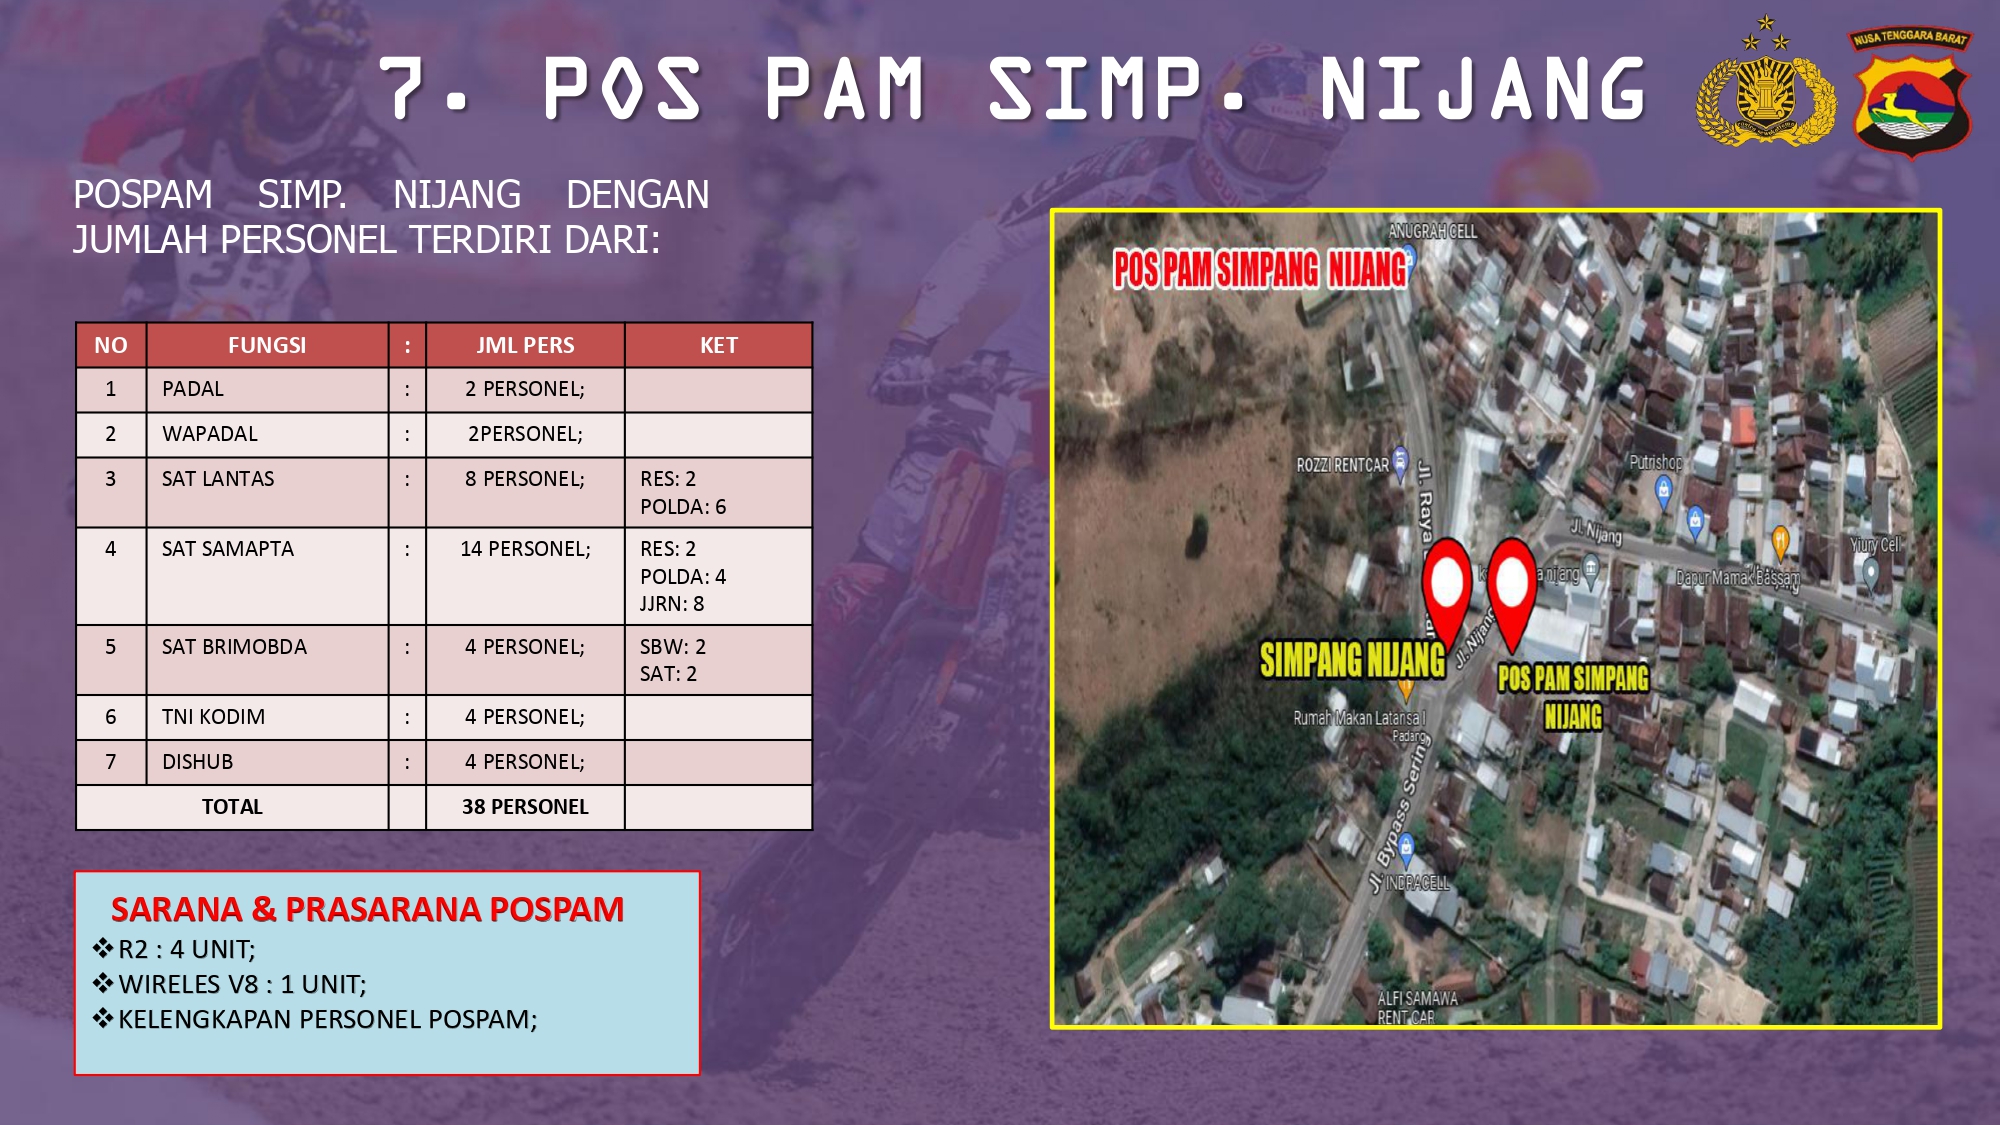 7. POS PAM SIMP. NIJANG
NUSA TENGGARA BARAT
POSPAM SIMP. NIJANG DENGAN
JUMLAH PERSONEL TERDIRI DARI:
NO FUNGSI : JML PERS KET
1 PADAL : 2 PERSONEL;
2 WAPADAL : 2PERSONEL;
3 SAT LANTAS : 8 PERSONEL; RES: 2
POLDA: 6
4 SAT SAMAPTA : 14 PERSONEL; RES: 2
POLDA: 4
JJRN: 8
5 SAT BRIMOBDA : 4 PERSONEL; SBW: 2
SAT: 2
6 TNI KODIM : 4 PERSONEL;
7 DISHUB : 4 PERSONEL;
TOTAL 38 PERSONEL
SARANA & PRASARANA POSPAM
❖R2 : 4 UNIT;
❖WIRELES V8 : 1 UNIT;
❖KELENGKAPAN PERSONEL POSPAM;
ANUGRAH CELL
POS PAM SIMPANG NIJANG
ROZZI RENTCAR
Jl. Raya
Putrishop
Jl. Nijang
Yiury Cell
nijang
Dapur Mamak Bassam
Jl. Nijang
SIMPANG NIJANG
POS PAM SIMPANG
NIJANG
Rumah Makan Latansa I
Padang
Jl. Bypass Sering
INDRACELL
ALFI SAMAWA
RENT CAR